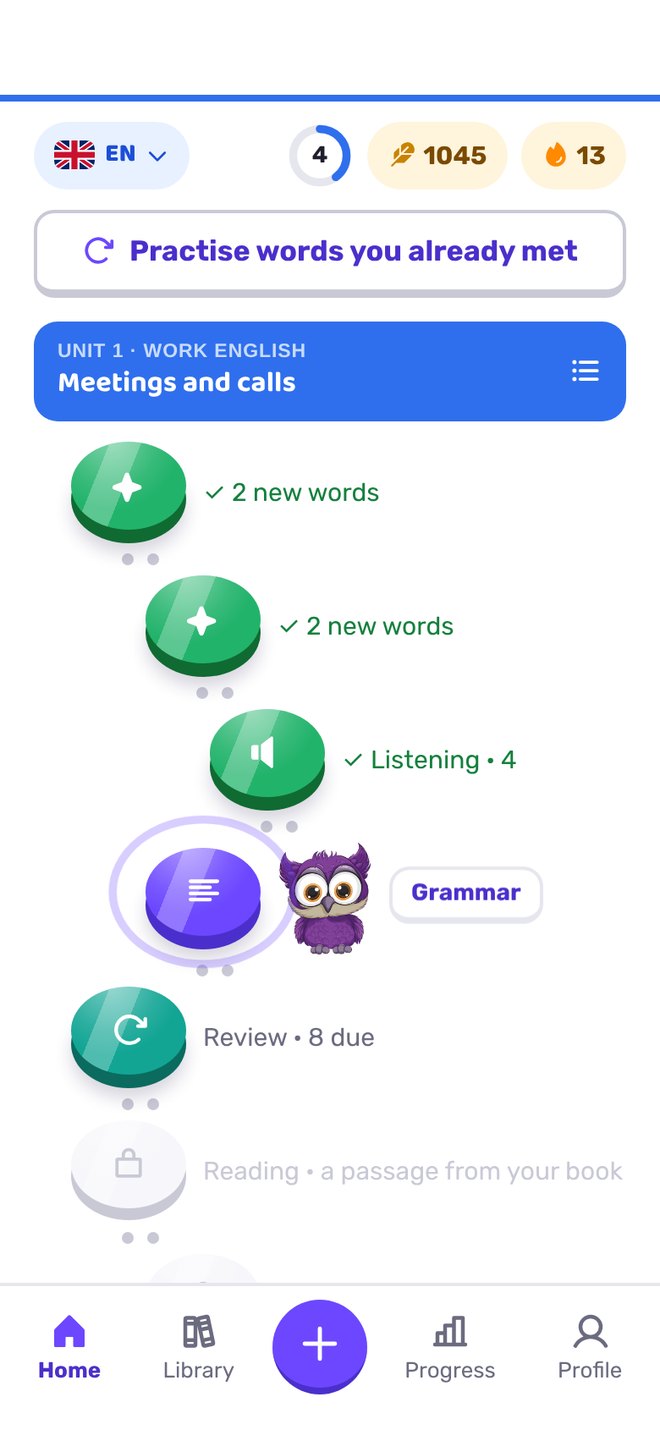 EN
4
1045
13
Practise words you already met
UNIT 1 · WORK ENGLISH
Meetings and calls
✓ 2 new words
✓ 2 new words
✓ Listening • 4
Grammar
Review • 8 due
Reading • a passage from your book
Home
Library
Progress
Profile